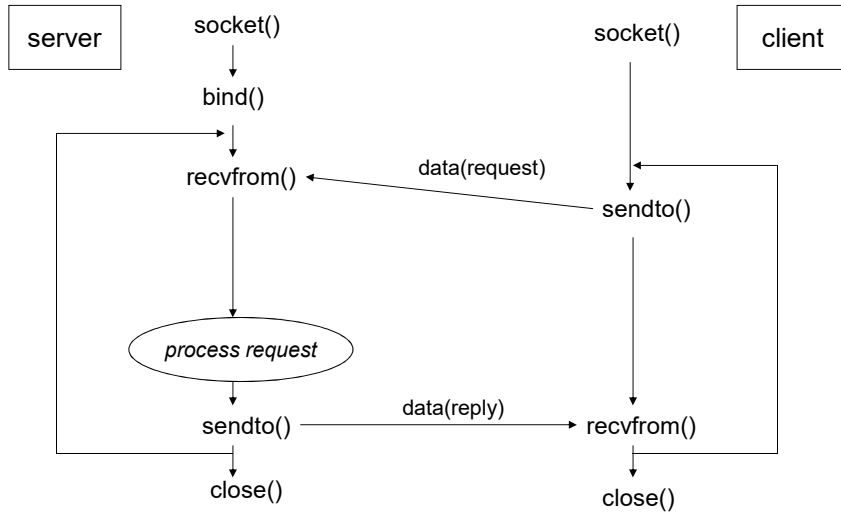 server
socket()
socket()
client
bind()
recvfrom()
data(request)
sendto()
process request
sendto()
data(reply)
recvfrom()
close()
close()